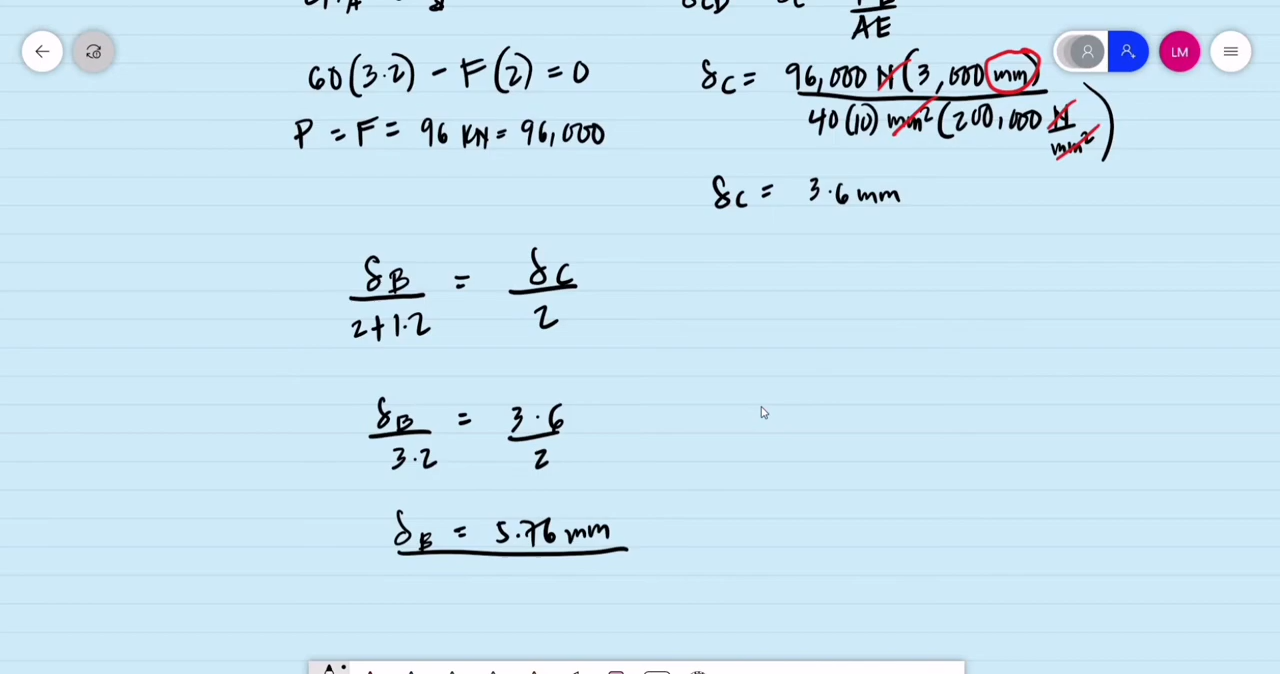 AE
60(3.2) - F(2) = 0
P = F = 96 KN = 96,000
δC = 96,000 N (3,000 mm)
40(10) mm² (200,000 N
mm²)
δC = 3.6 mm
δB = δC
2+1.2 2
δB = 3.6
3.2 2
δB = 5.76 mm
LM